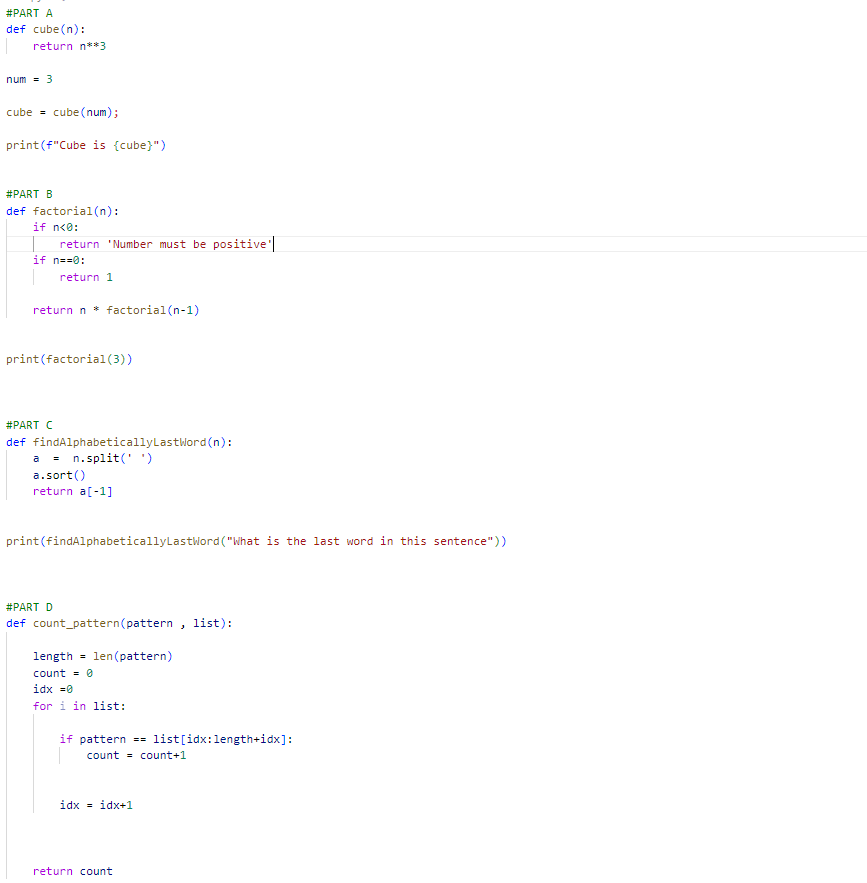 #PART A
def cube(n):
    return n**3
num = 3
cube = cube(num);
print(f"Cube is {cube}")
#PART B
def factorial(n):
    if n<0:
        return 'Number must be positive'
    if n==0:
        return 1
    return n * factorial(n-1)
print(factorial(3))
#PART C
def findAlphabeticallyLastWord(n):
    a  =  n.split(' ')
    a.sort()
    return a[-1]
print(findAlphabeticallyLastWord("What is the last word in this sentence"))
#PART D
def count_pattern(pattern , list):
    length = len(pattern)
    count = 0
    idx =0
    for i in list:
        if pattern == list[idx:length+idx]:
            count = count+1
        idx = idx+1
    return count